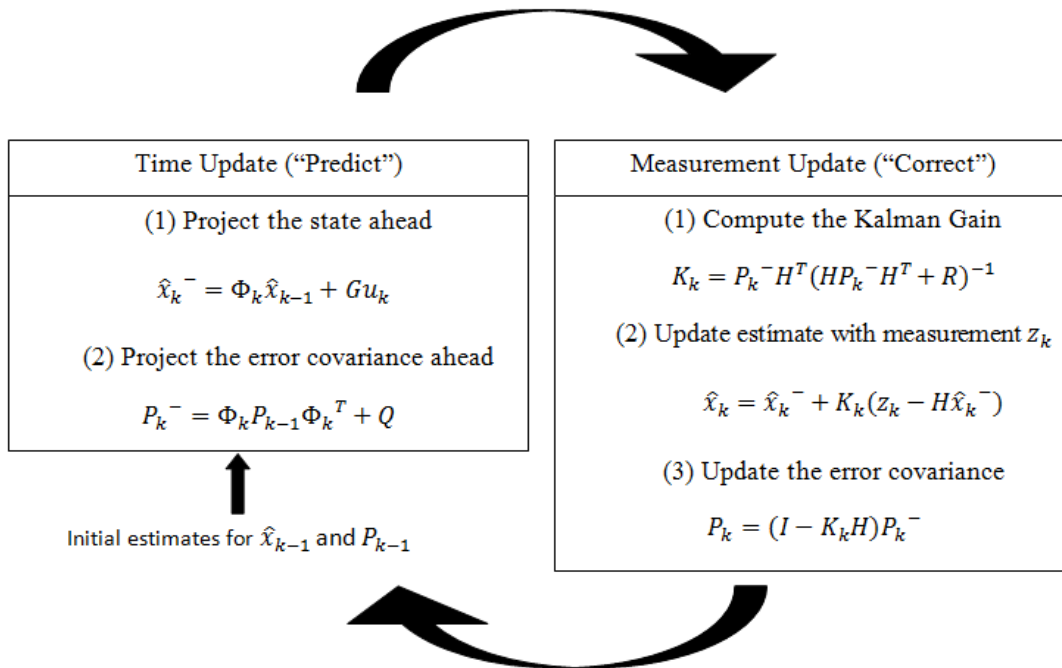 Time Update (“Predict”)
(1) Project the state ahead
x̂ₖ⁻ = Φₖx̂ₖ₋₁ + Guₖ
(2) Project the error covariance ahead
Pₖ⁻ = ΦₖPₖ₋₁Φₖᵀ + Q
Initial estimates for x̂ₖ₋₁ and Pₖ₋₁
Measurement Update (“Correct”)
(1) Compute the Kalman Gain
Kₖ = Pₖ⁻Hᵀ(HPₖ⁻Hᵀ + R)⁻¹
(2) Update estimate with measurement zₖ
x̂ₖ = x̂ₖ⁻ + Kₖ(zₖ − Hx̂ₖ⁻)
(3) Update the error covariance
Pₖ = (I − KₖH)Pₖ⁻